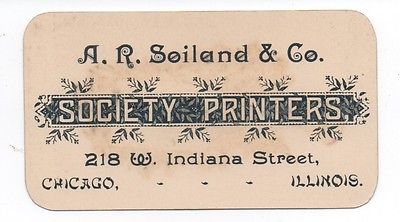 A. R. Soiland & Co.
SOCIETY PRINTERS
218 W. Indiana Street,
CHICAGO, - - - ILLINOIS.